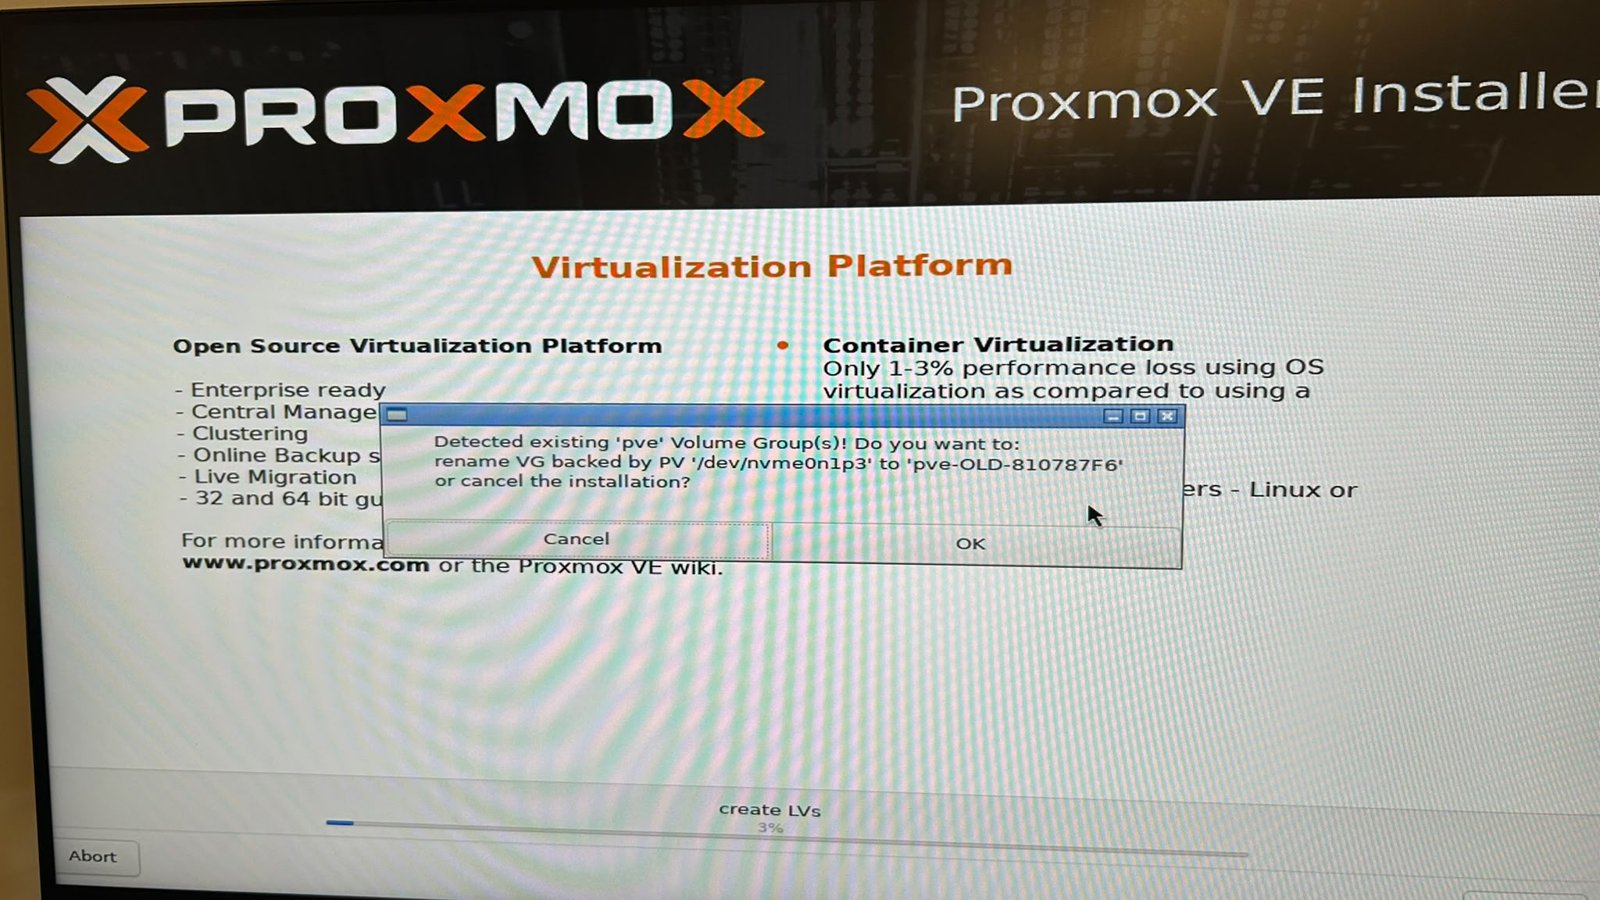 PROXMOX
Proxmox VE Installe
Virtualization Platform
Open Source Virtualization Platform
- Enterprise ready
- Central Manage
- Clustering
- Online Backup s
- Live Migration
- 32 and 64 bit gu
For more informa
www.proxmox.com or the Proxmox VE wiki.
Container Virtualization
Only 1-3% performance loss using OS
virtualization as compared to using a
ers - Linux or
Detected existing 'pve' Volume Group(s)! Do you want to:
rename VG backed by PV '/dev/nvme0n1p3' to 'pve-OLD-810787F6'
or cancel the installation?
Cancel
OK
create LVs
3%
Abort